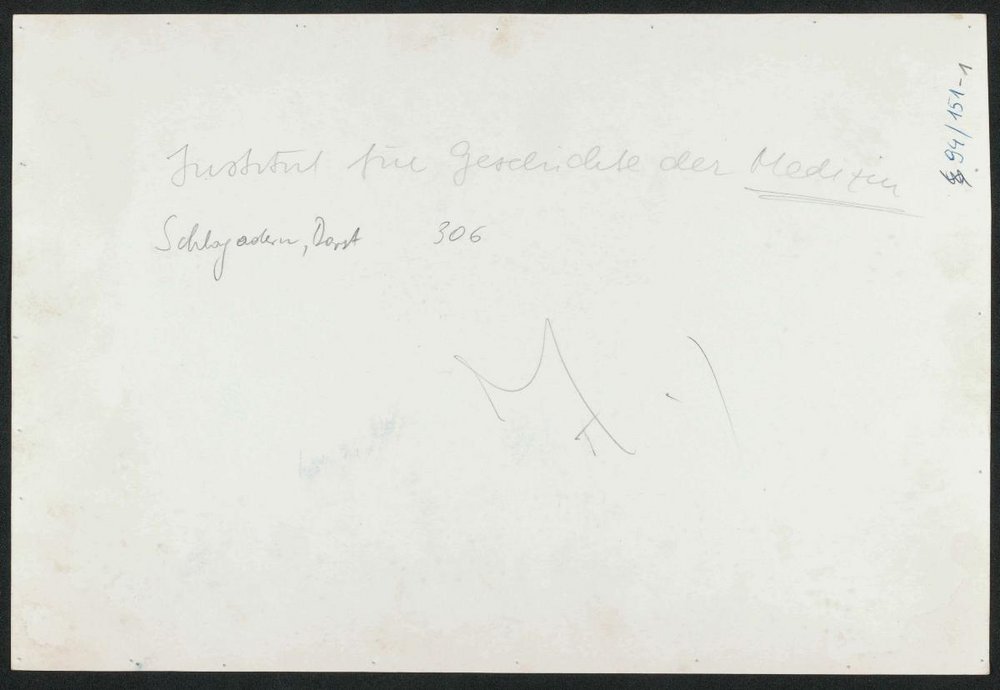 Institut für Geschichte der Medizin
Schlagadern, Darst 306
94/151-1